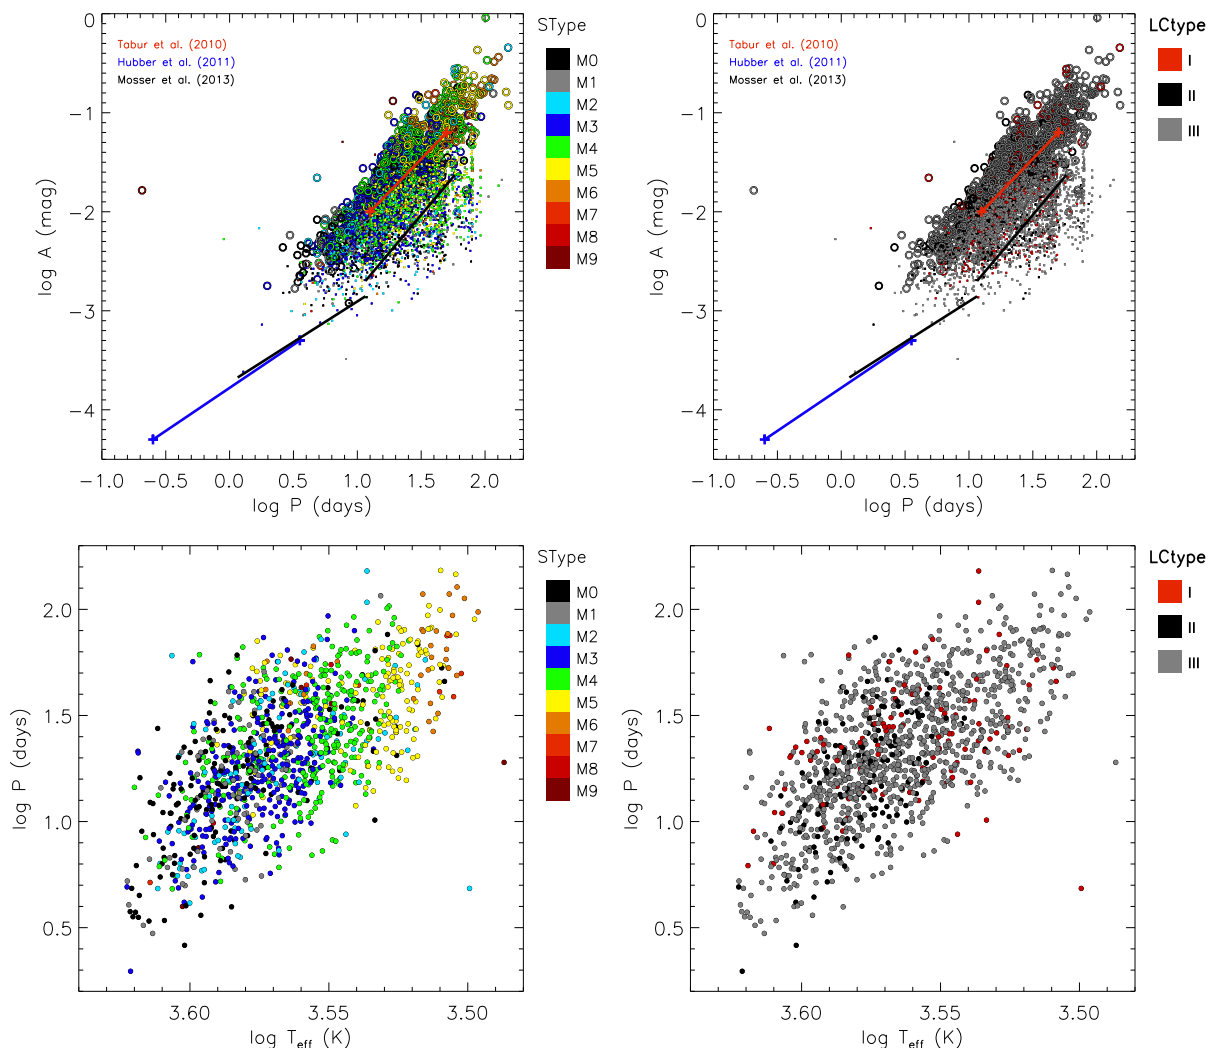 0
−1
−2
−3
−4
log A (mag)
Tabur et al. (2010)
Hubber et al. (2011)
Mosser et al. (2013)
−1.0 −0.5 0.0 0.5 1.0 1.5 2.0
log P (days)
SType
M0
M1
M2
M3
M4
M5
M6
M7
M8
M9
0
−1
−2
−3
−4
log A (mag)
Tabur et al. (2010)
Hubber et al. (2011)
Mosser et al. (2013)
−1.0 −0.5 0.0 0.5 1.0 1.5 2.0
log P (days)
LCtype
I
II
III
2.0
1.5
1.0
0.5
log P (days)
3.60 3.55 3.50
log Teff (K)
SType
M0
M1
M2
M3
M4
M5
M6
M7
M8
M9
2.0
1.5
1.0
0.5
log P (days)
3.60 3.55 3.50
log Teff (K)
LCtype
I
II
III